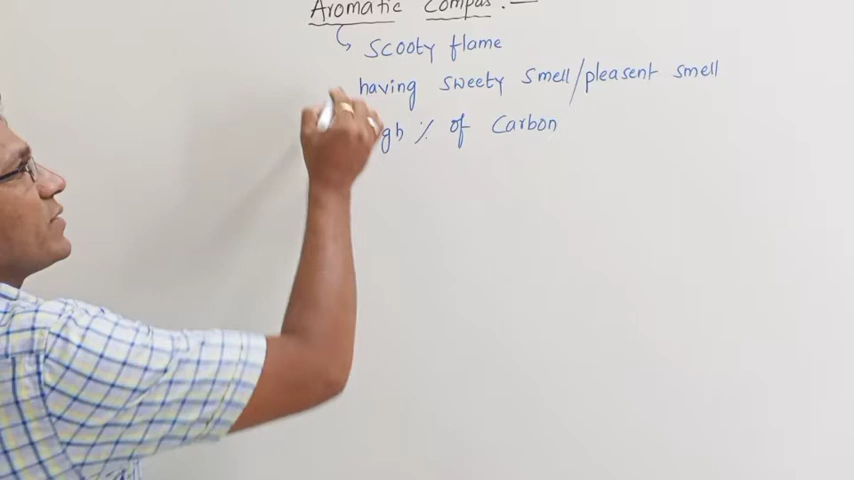 Aromatic Compds :-
Scooty flame
having sweety smell/pleasent smell
gh % of Carbon